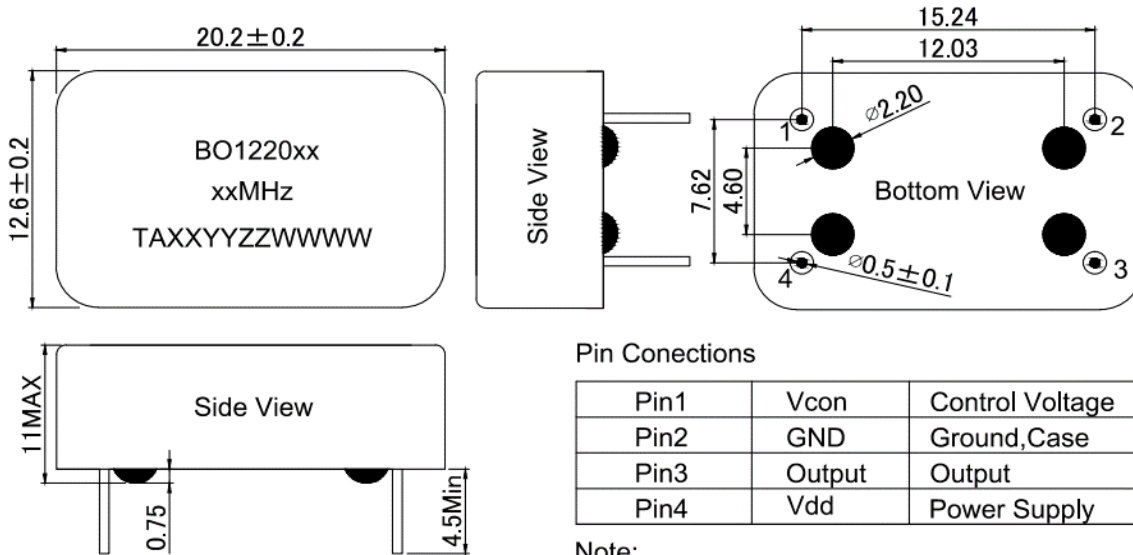 20.2±0.2
12.6±0.2
BO1220xx
xxMHz
TAXXYYZZWWWW
Side View
15.24
12.03
⌀2.20
1
2
7.62
4.60
Bottom View
4
⌀0.5±0.1
3
11MAX
Side View
0.75
4.5Min
Pin Conections
Pin1 Vcon Control Voltage
Pin2 GND Ground,Case
Pin3 Output Output
Pin4 Vdd Power Supply
Note: